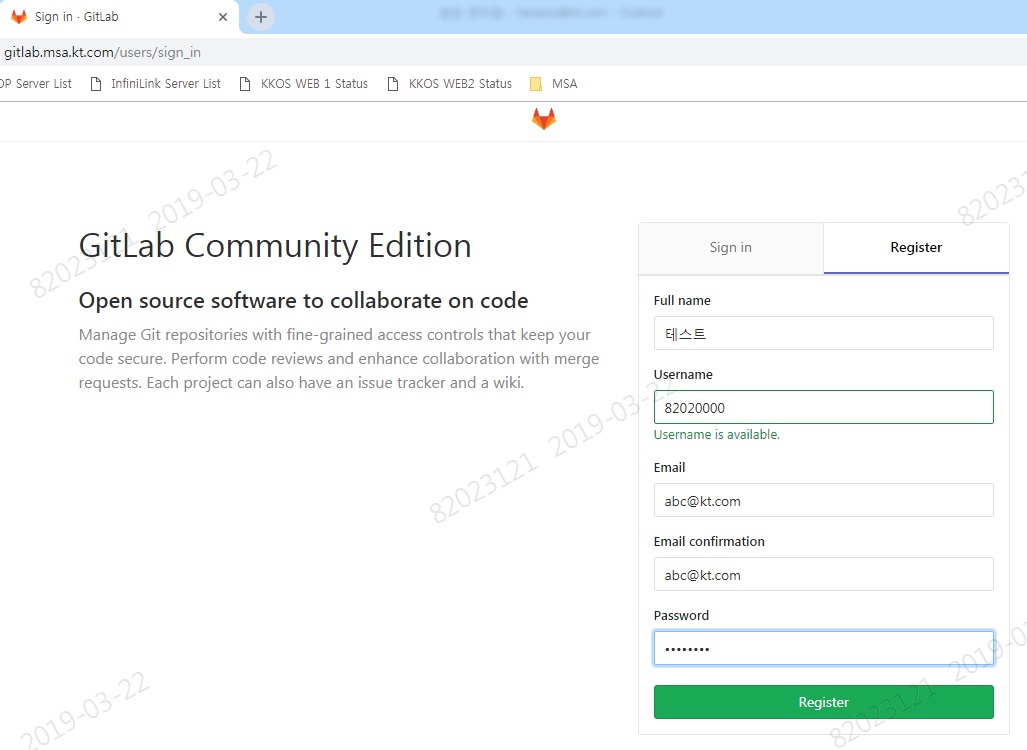 Sign in · GitLab
gitlab.msa.kt.com/users/sign_in
OP Server List InfiniLink Server List KKOS WEB 1 Status KKOS WEB2 Status MSA
GitLab Community Edition
Open source software to collaborate on code
Manage Git repositories with fine-grained access controls that keep your
code secure. Perform code reviews and enhance collaboration with merge
requests. Each project can also have an issue tracker and a wiki.
Sign in Register
Full name
테스트
Username
82020000
Username is available.
Email
abc@kt.com
Email confirmation
abc@kt.com
Password
••••••••
Register
82023121 2019-03-22
820231
82023121 2019-03-22
2019-03-22
82023121 2019-03